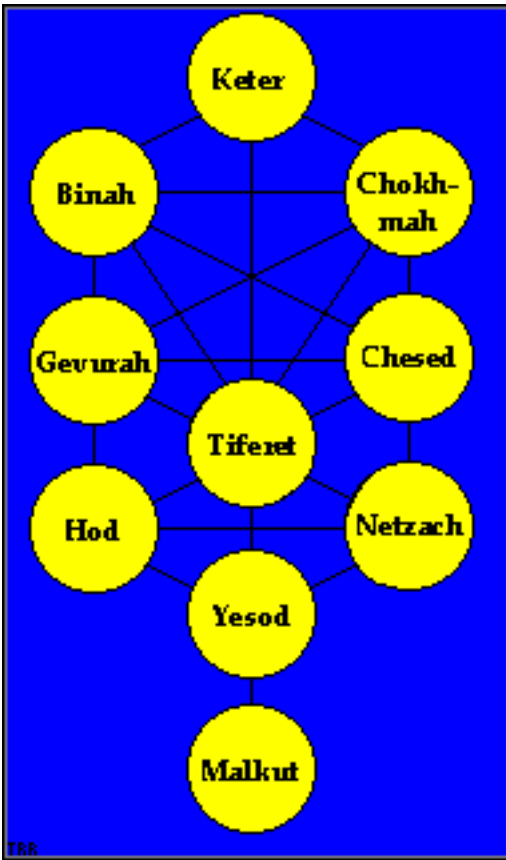 Keter
Binah
Chokh-
mah
Gevurah
Chesed
Tiferet
Hod
Netzach
Yesod
Malkut
TRR